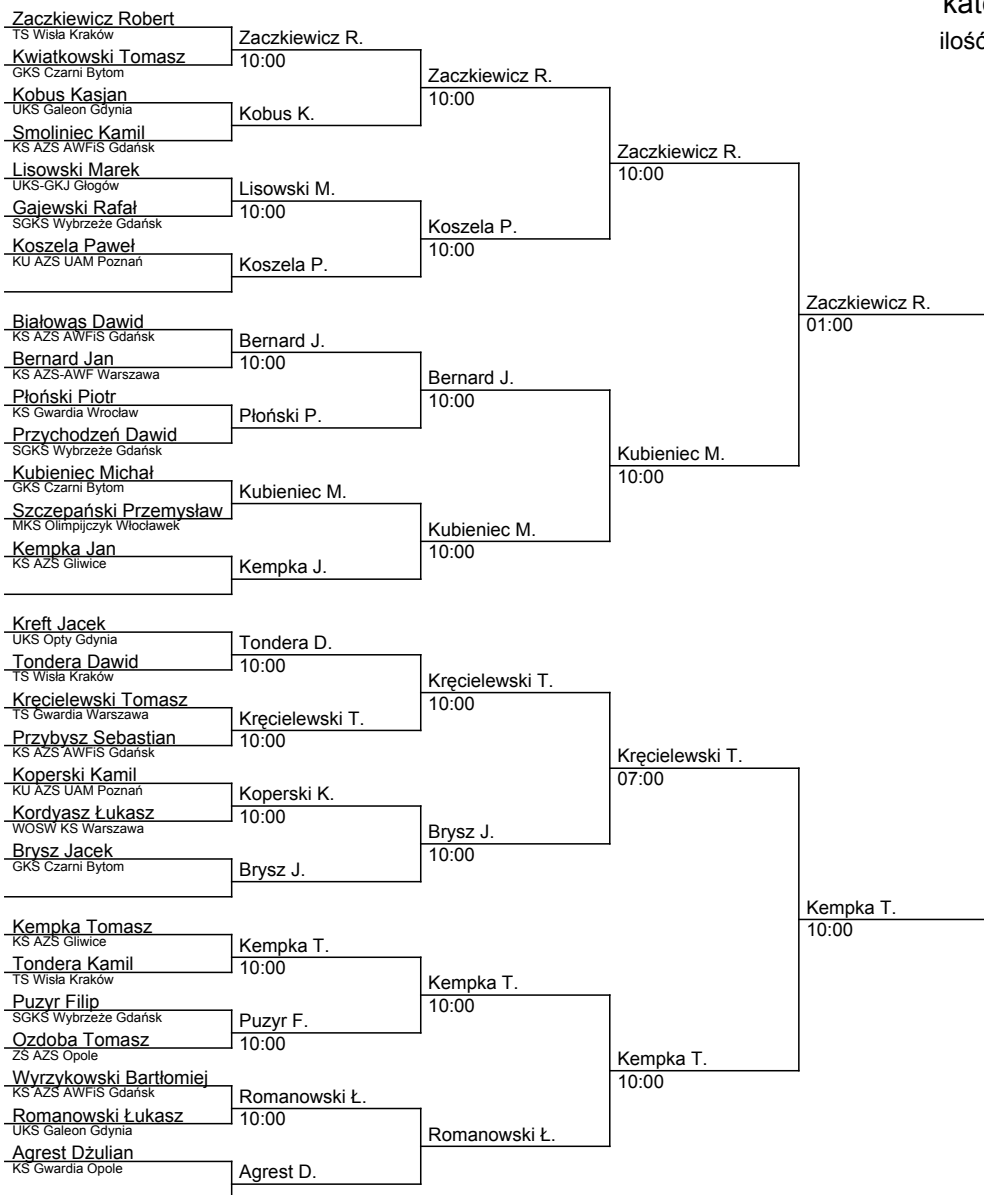 Zaczkiewicz Robert
TS Wisła Kraków
Kwiatkowski Tomasz
GKS Czarni Bytom
Kobus Kasjan
UKS Galeon Gdynia
Smoliniec Kamil
KS AZS AWFiS Gdańsk
Lisowski Marek
UKS-GKJ Głogów
Gajewski Rafał
SGKS Wybrzeże Gdańsk
Koszela Paweł
KU AZS UAM Poznań
Białowąs Dawid
KS AZS AWFiS Gdańsk
Bernard Jan
KS AZS-AWF Warszawa
Płoński Piotr
KS Gwardia Wrocław
Przychodzeń Dawid
SGKS Wybrzeże Gdańsk
Kubieniec Michał
GKS Czarni Bytom
Szczepański Przemysław
MKS Olimpijczyk Włocławek
Kempka Jan
KS AZS Gliwice
Kreft Jacek
UKS Opty Gdynia
Tondera Dawid
TS Wisła Kraków
Kręcielewski Tomasz
TS Gwardia Warszawa
Przybysz Sebastian
KS AZS AWFiS Gdańsk
Koperski Kamil
KU AZS UAM Poznań
Kordyasz Łukasz
WOSW KS Warszawa
Brysz Jacek
GKS Czarni Bytom
Kempka Tomasz
KS AZS Gliwice
Tondera Kamil
TS Wisła Kraków
Puzyr Filip
SGKS Wybrzeże Gdańsk
Ozdoba Tomasz
ZŚ AZS Opole
Wyrzykowski Bartłomiej
KS AZS AWFiS Gdańsk
Romanowski Łukasz
UKS Galeon Gdynia
Agrest Dżulian
KS Gwardia Opole
Zaczkiewicz R.
10:00
Kobus K.
Lisowski M.
10:00
Koszela P.
Bernard J.
10:00
Płoński P.
Kubieniec M.
Kempka J.
Tondera D.
10:00
Kręcielewski T.
10:00
Koperski K.
10:00
Brysz J.
Kempka T.
10:00
Puzyr F.
10:00
Romanowski Ł.
10:00
Agrest D.
Zaczkiewicz R.
10:00
Koszela P.
10:00
Bernard J.
10:00
Kubieniec M.
10:00
Kręcielewski T.
10:00
Brysz J.
10:00
Kempka T.
10:00
Romanowski Ł.
Zaczkiewicz R.
10:00
Kubieniec M.
10:00
Kręcielewski T.
07:00
Kempka T.
10:00
Zaczkiewicz R.
01:00
Kempka T.
10:00